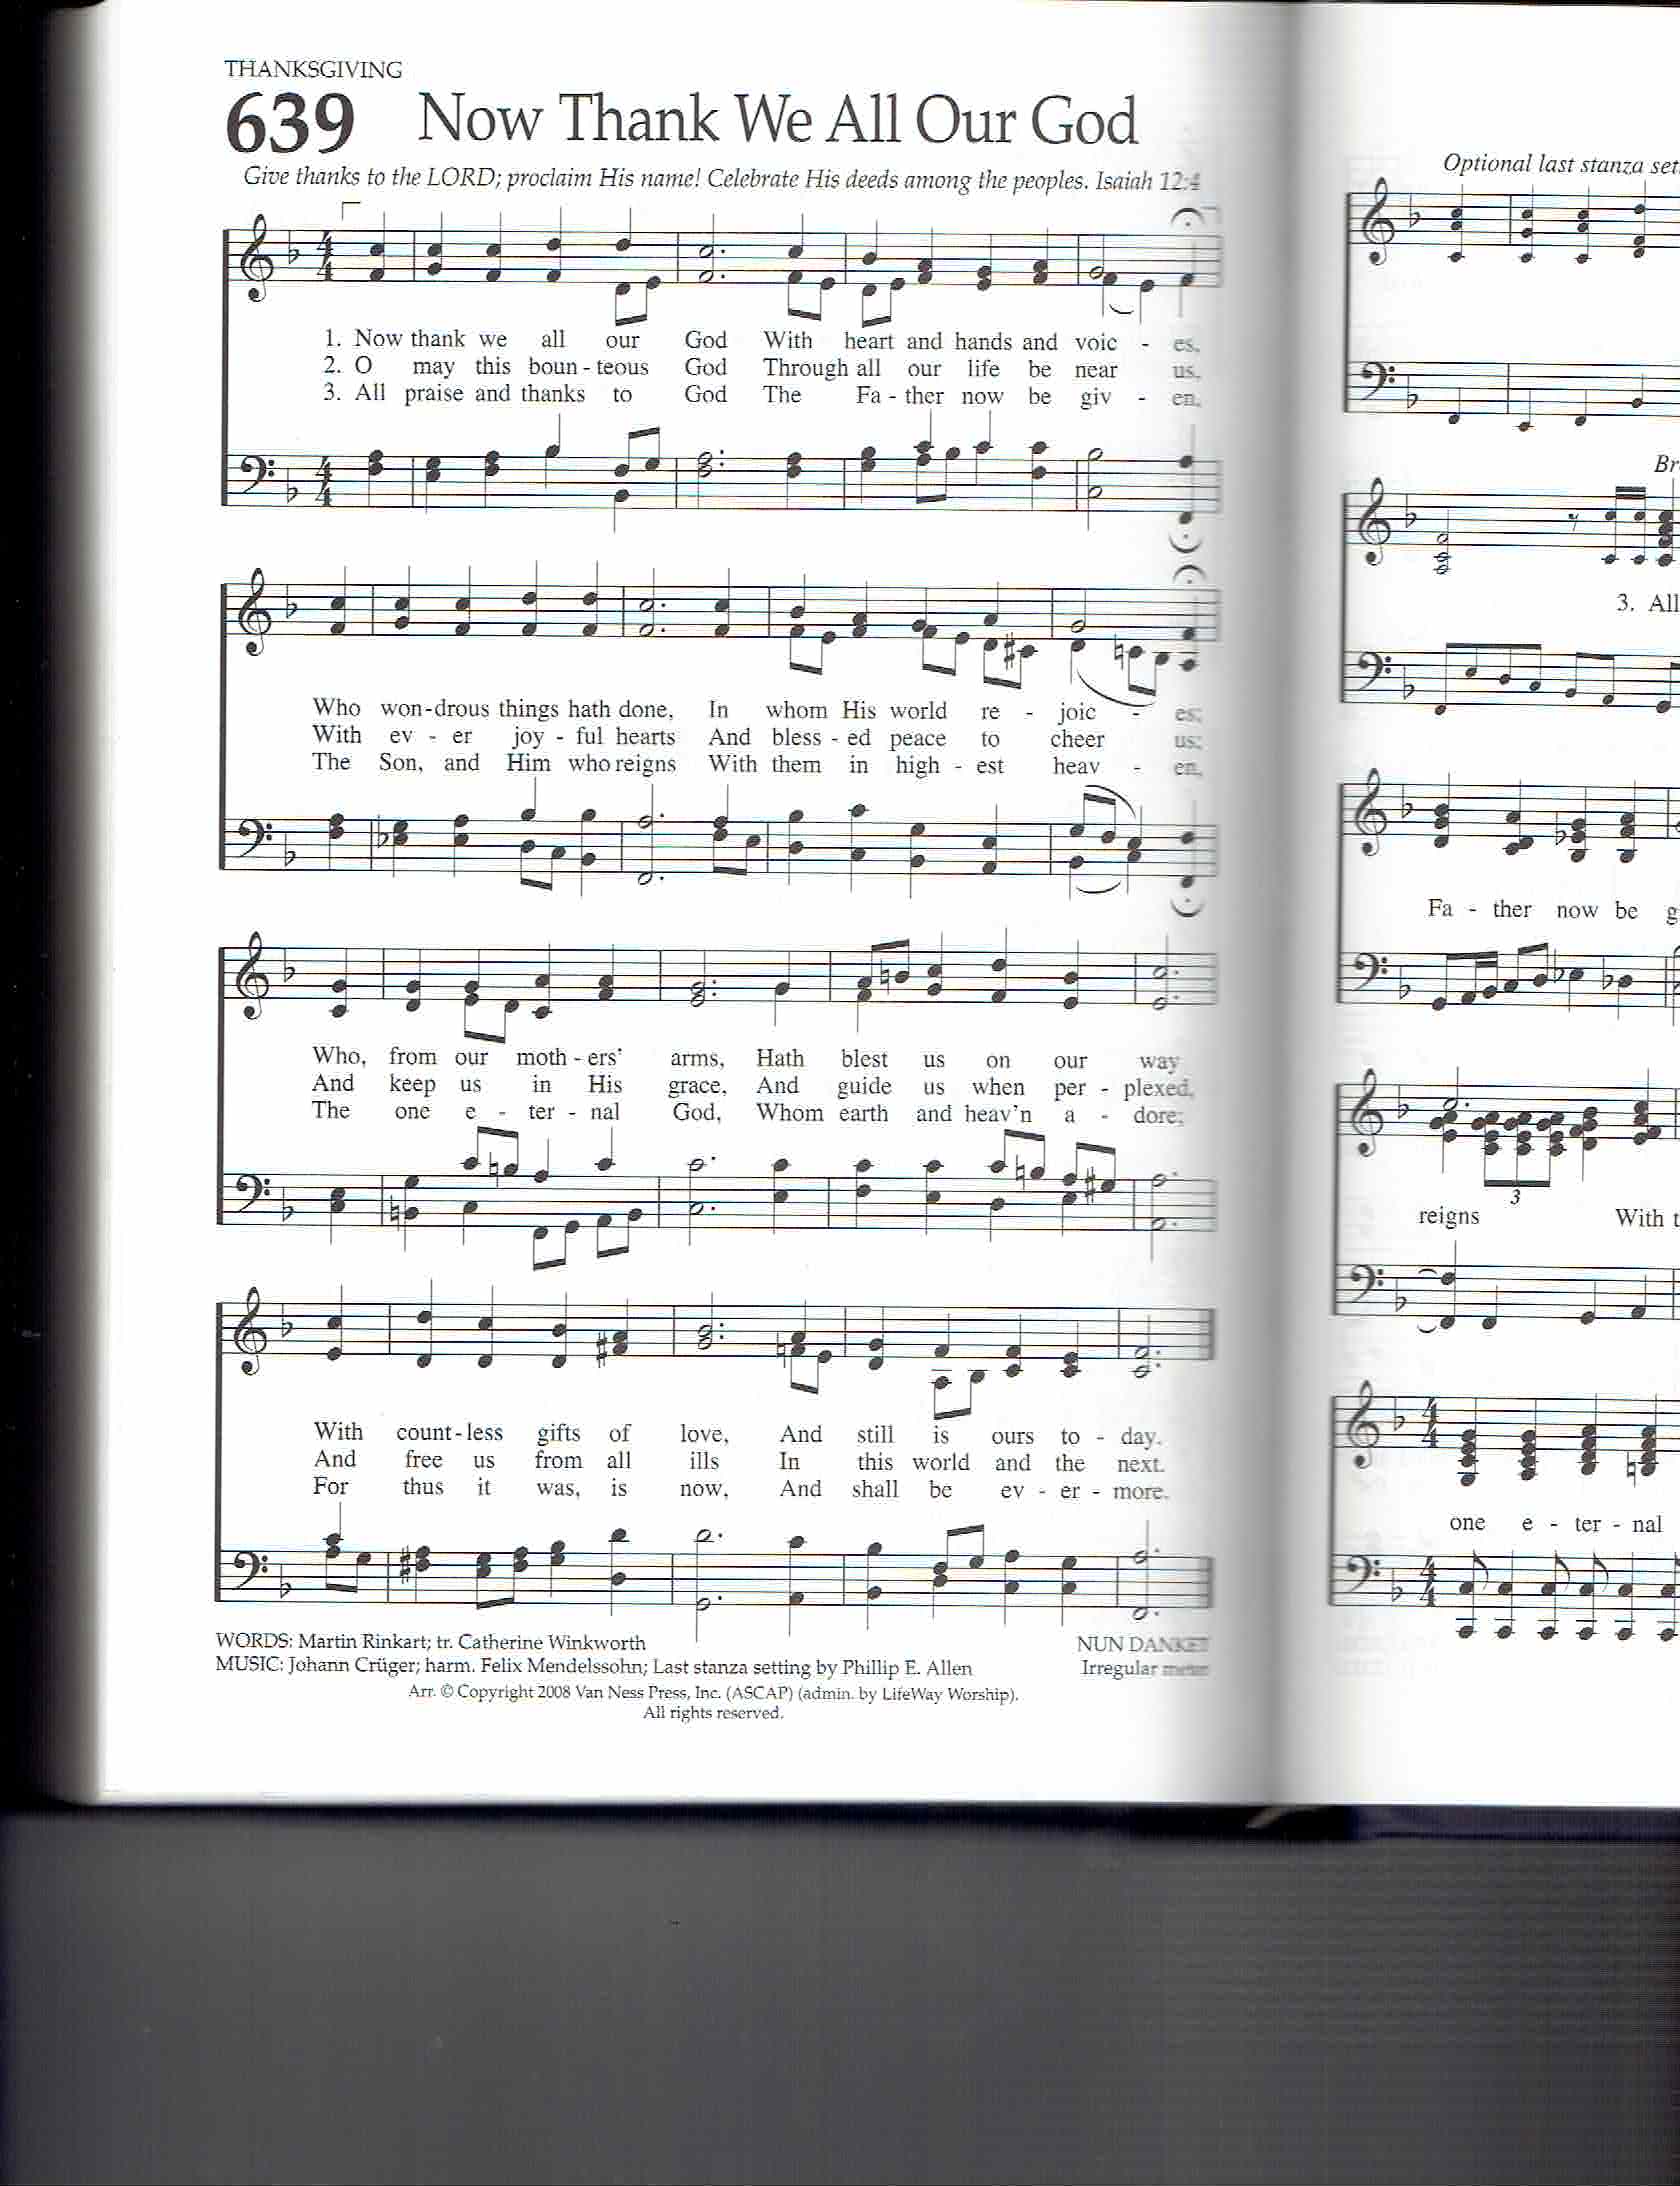 THANKSGIVING
639 Now Thank We All Our God
Give thanks to the LORD; proclaim His name! Celebrate His deeds among the peoples. Isaiah 12:4
1. Now thank we all our God With heart and hands and voic - es,
2. O may this boun - teous God Through all our life be near us,
3. All praise and thanks to God The Fa - ther now be giv - en,
Who won-drous things hath done, In whom His world re - joic - es;
With ev - er joy - ful hearts And bless - ed peace to cheer us;
The Son, and Him who reigns With them in high - est heav - en,
Who, from our moth - ers' arms, Hath blest us on our way
And keep us in His grace, And guide us when per - plexed,
The one e - ter - nal God, Whom earth and heav'n a - dore;
With count - less gifts of love, And still is ours to - day.
And free us from all ills In this world and the next.
For thus it was, is now, And shall be ev - er - more.
WORDS: Martin Rinkart; tr. Catherine Winkworth
MUSIC: Johann Crüger; harm. Felix Mendelssohn; Last stanza setting by Phillip E. Allen
NUN DANKET
Irregular meter
Arr. © Copyright 2008 Van Ness Press, Inc. (ASCAP) (admin. by LifeWay Worship).
All rights reserved.
Optional last stanza set
Br
3. All
Fa - ther now be g
3
reigns With t
one e - ter - nal